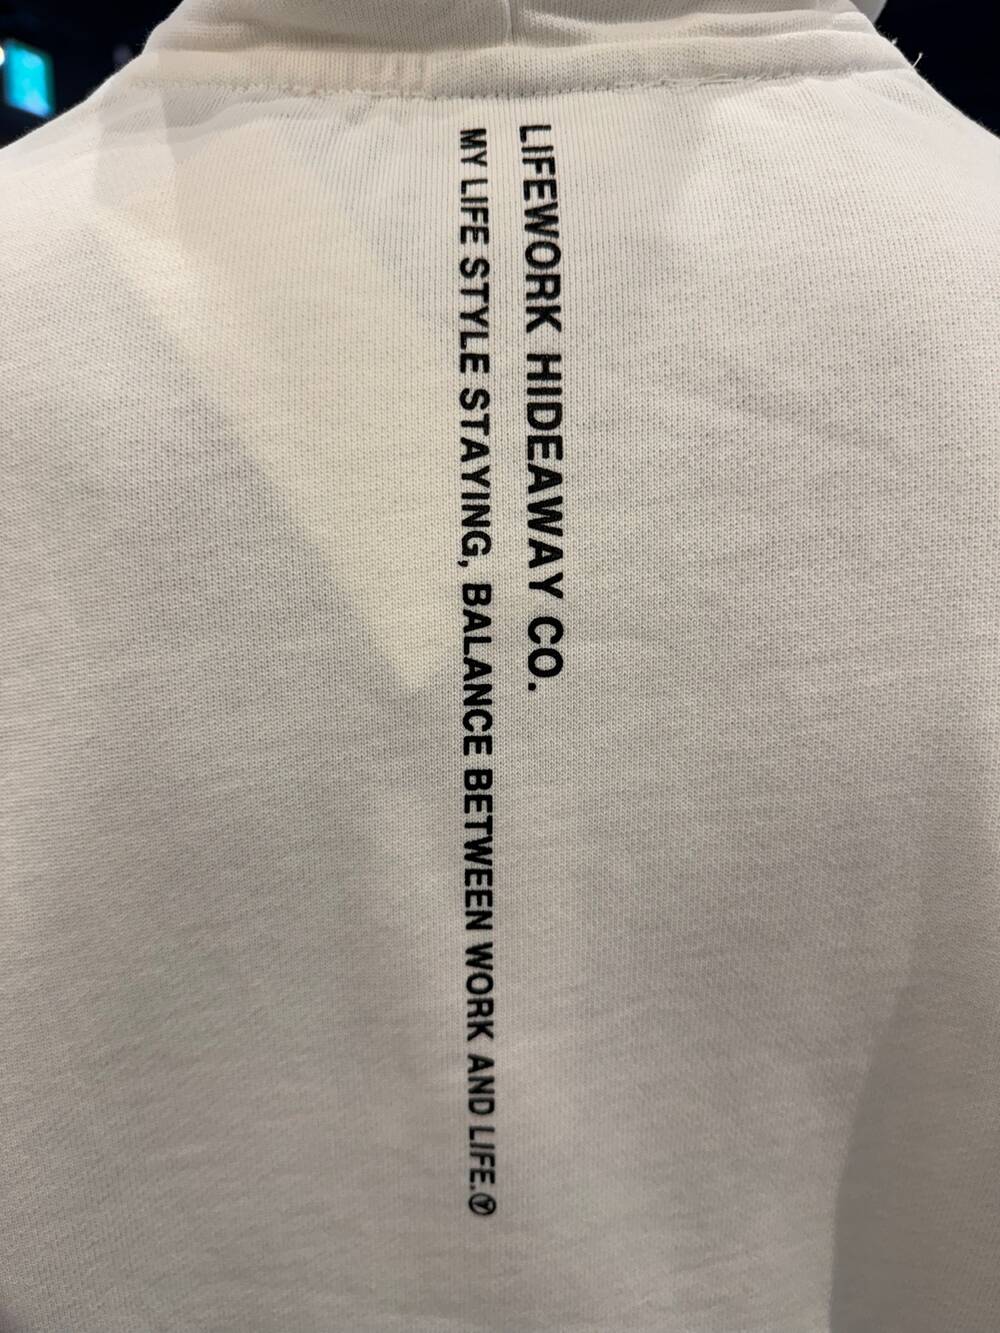 LIFEWORK HIDEAWAY CO.
MY LIFE STYLE STAYING, BALANCE BETWEEN WORK AND LIFE.Ⓨ